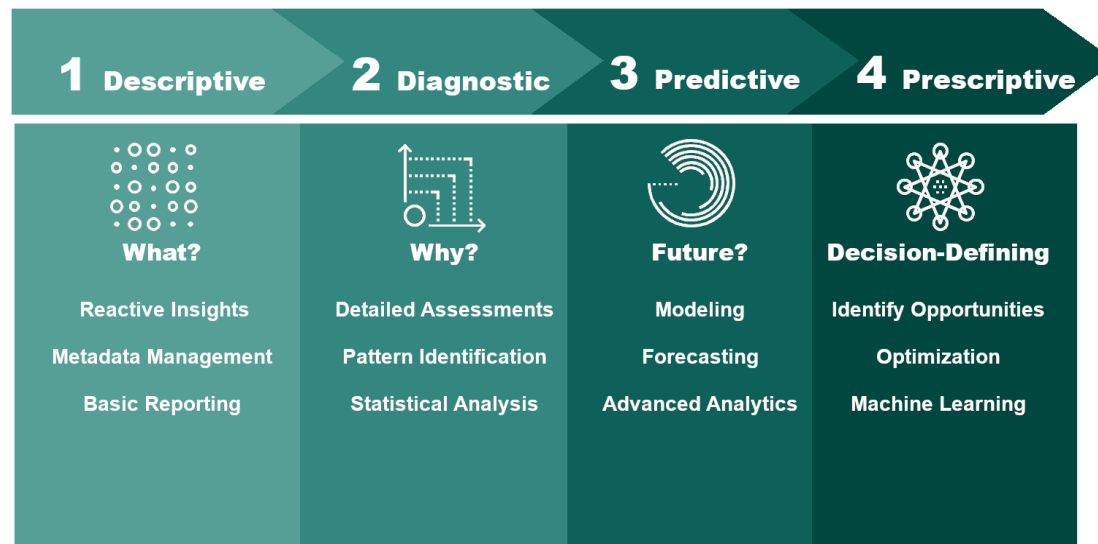 1 Descriptive
2 Diagnostic
3 Predictive
4 Prescriptive
What?
Reactive Insights
Metadata Management
Basic Reporting
Why?
Detailed Assessments
Pattern Identification
Statistical Analysis
Future?
Modeling
Forecasting
Advanced Analytics
Decision-Defining
Identify Opportunities
Optimization
Machine Learning